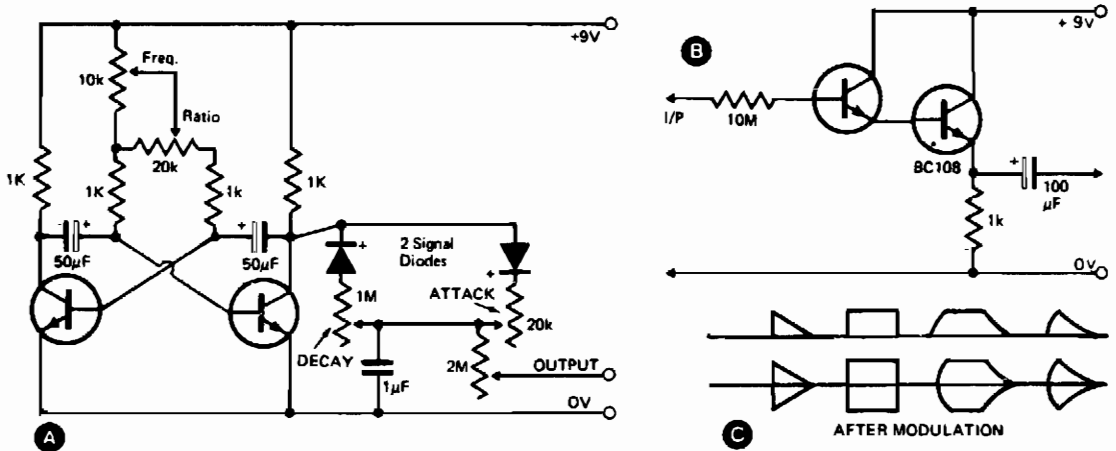 +9V
Freq.
10k
Ratio
20k
1K
1K
1k
1K
+
+
50µF
50µF
+
2 Signal
Diodes
+
1M
ATTACK
20k
DECAY
1µF
2M
OUTPUT
0V
A
B
+9V
I/P
10M
BC108
+
100
µF
1k
0V
C
AFTER MODULATION